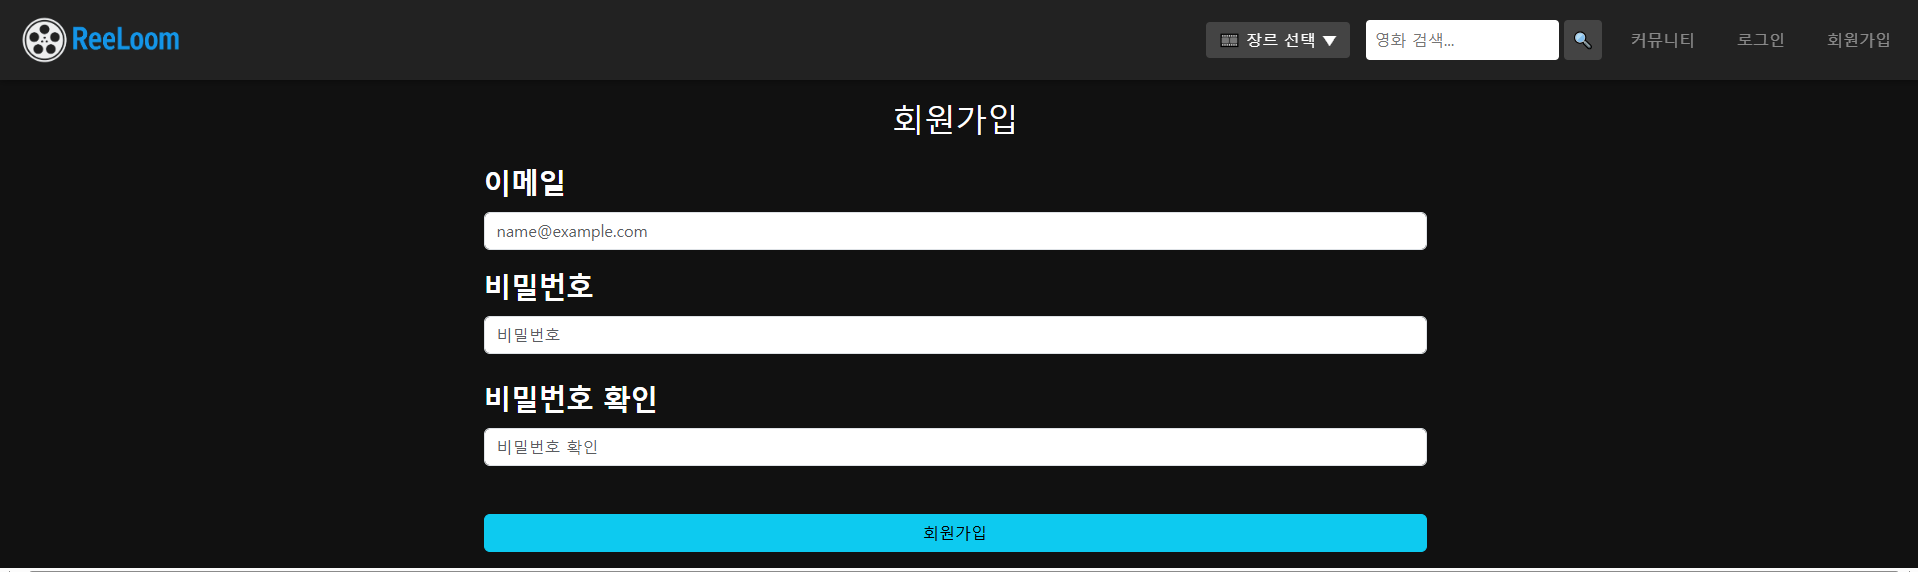 ReeLoom 장르 선택 ▼ 영화 검색... 커뮤니티 로그인 회원가입
회원가입
이메일
name@example.com
비밀번호
비밀번호
비밀번호 확인
비밀번호 확인
회원가입